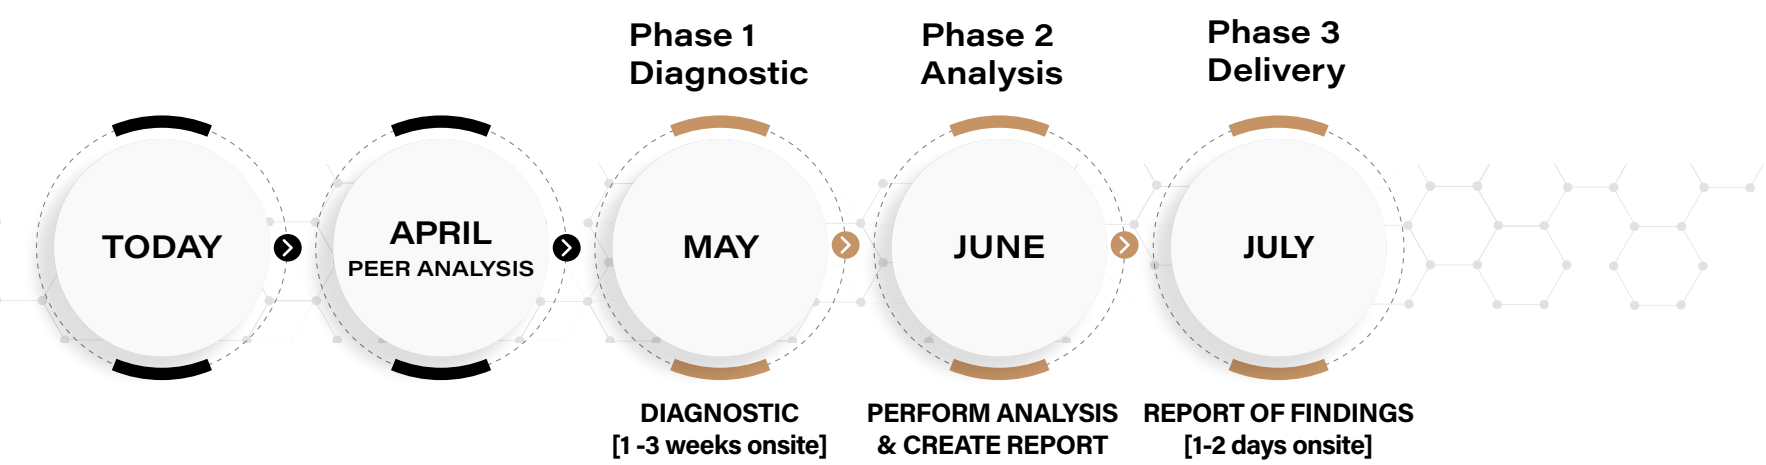 Phase 1
Diagnostic
Phase 2
Analysis
Phase 3
Delivery
TODAY
APRIL
PEER ANALYSIS
MAY
JUNE
JULY
DIAGNOSTIC
[1 -3 weeks onsite]
PERFORM ANALYSIS
& CREATE REPORT
REPORT OF FINDINGS
[1-2 days onsite]